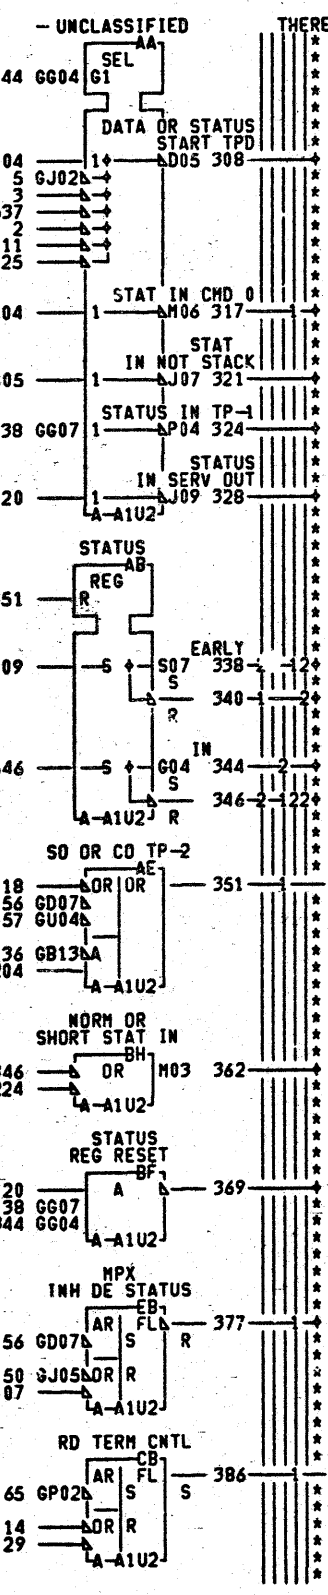 - UNCLASSIFIED
THERE
AA
SEL
44 GG04 G1
DATA OR STATUS
START TPD
04 1 D05 308
5 GJ02
3
37
2
11
25
STAT IN CMD 0
04 1 M06 317 1
STAT
IN NOT STACK
05 1 J07 321
STATUS IN TP-1
38 GG07 1 P04 324
STATUS
IN SERV OUT
20 1 J09 328
A-A1U2
STATUS
AB
REG
51 R
EARLY
09 S S07 338 12
S 340 1 2
R
IN
46 S G04 344 2
S 346 2 122
A-A1U2 R
SO OR CO TP-2
AE
18 OR OR 351 1
56 GD07
57 GU04
36 GB13 A
04
A-A1U2
NORM OR
SHORT STAT IN
BH
46 OR M03 362
24
A-A1U2
STATUS
REG RESET
BF
20 A 369
38 GG07
44 GG04
A-A1U2
MPX
INH DE STATUS
EB
AR FL 377 1
56 GD07 S R
50 GJ05 OR R
07
A-A1U2
RD TERM CNTL
CB
AR FL 386 1
65 GP02 S S
14 OR R
29
A-A1U2